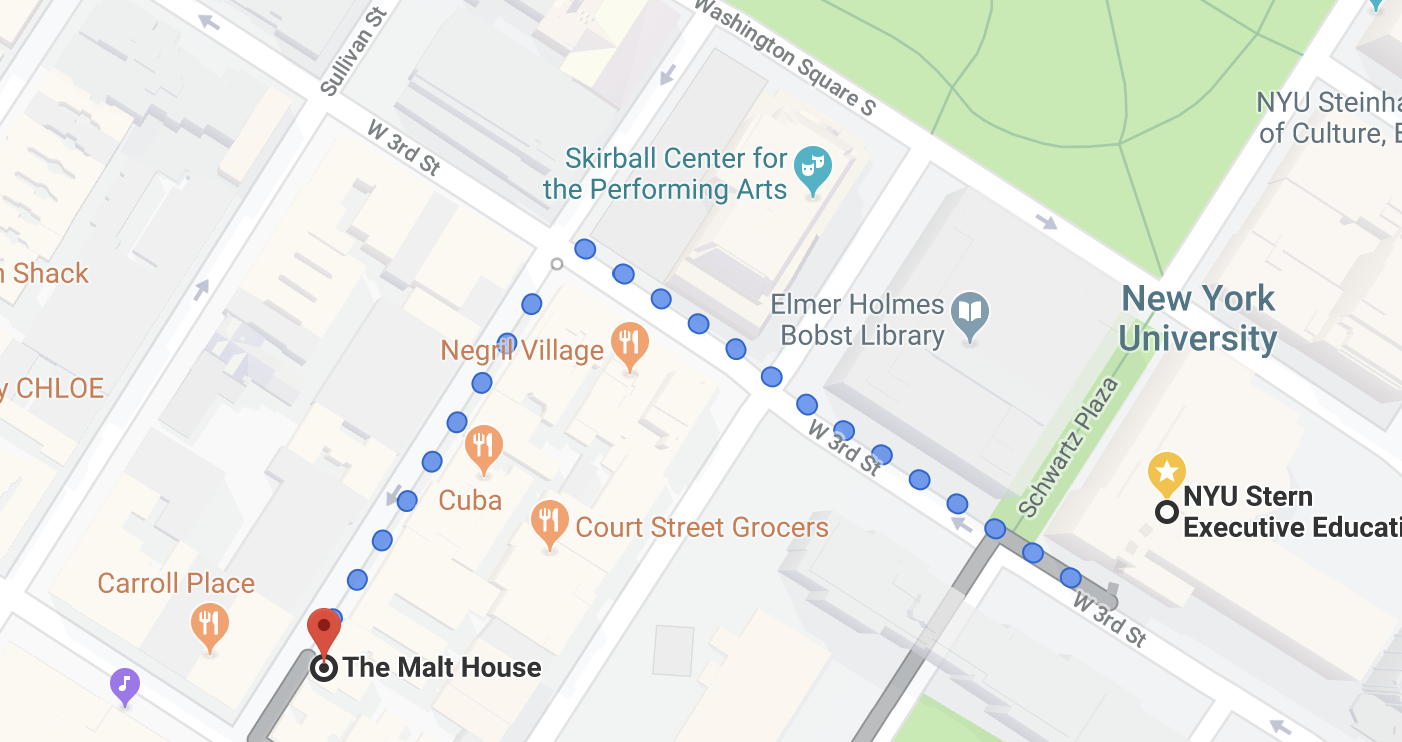 Washington Square S
Sullivan St
W 3rd St
NYU Steinha
of Culture, E
Skirball Center for
the Performing Arts
n Shack
Elmer Holmes
Bobst Library
New York
University
Negril Village
y CHLOE
Schwartz Plaza
W 3rd St
Cuba
NYU Stern
Executive Educati
Court Street Grocers
Carroll Place
W 3rd St
The Malt House